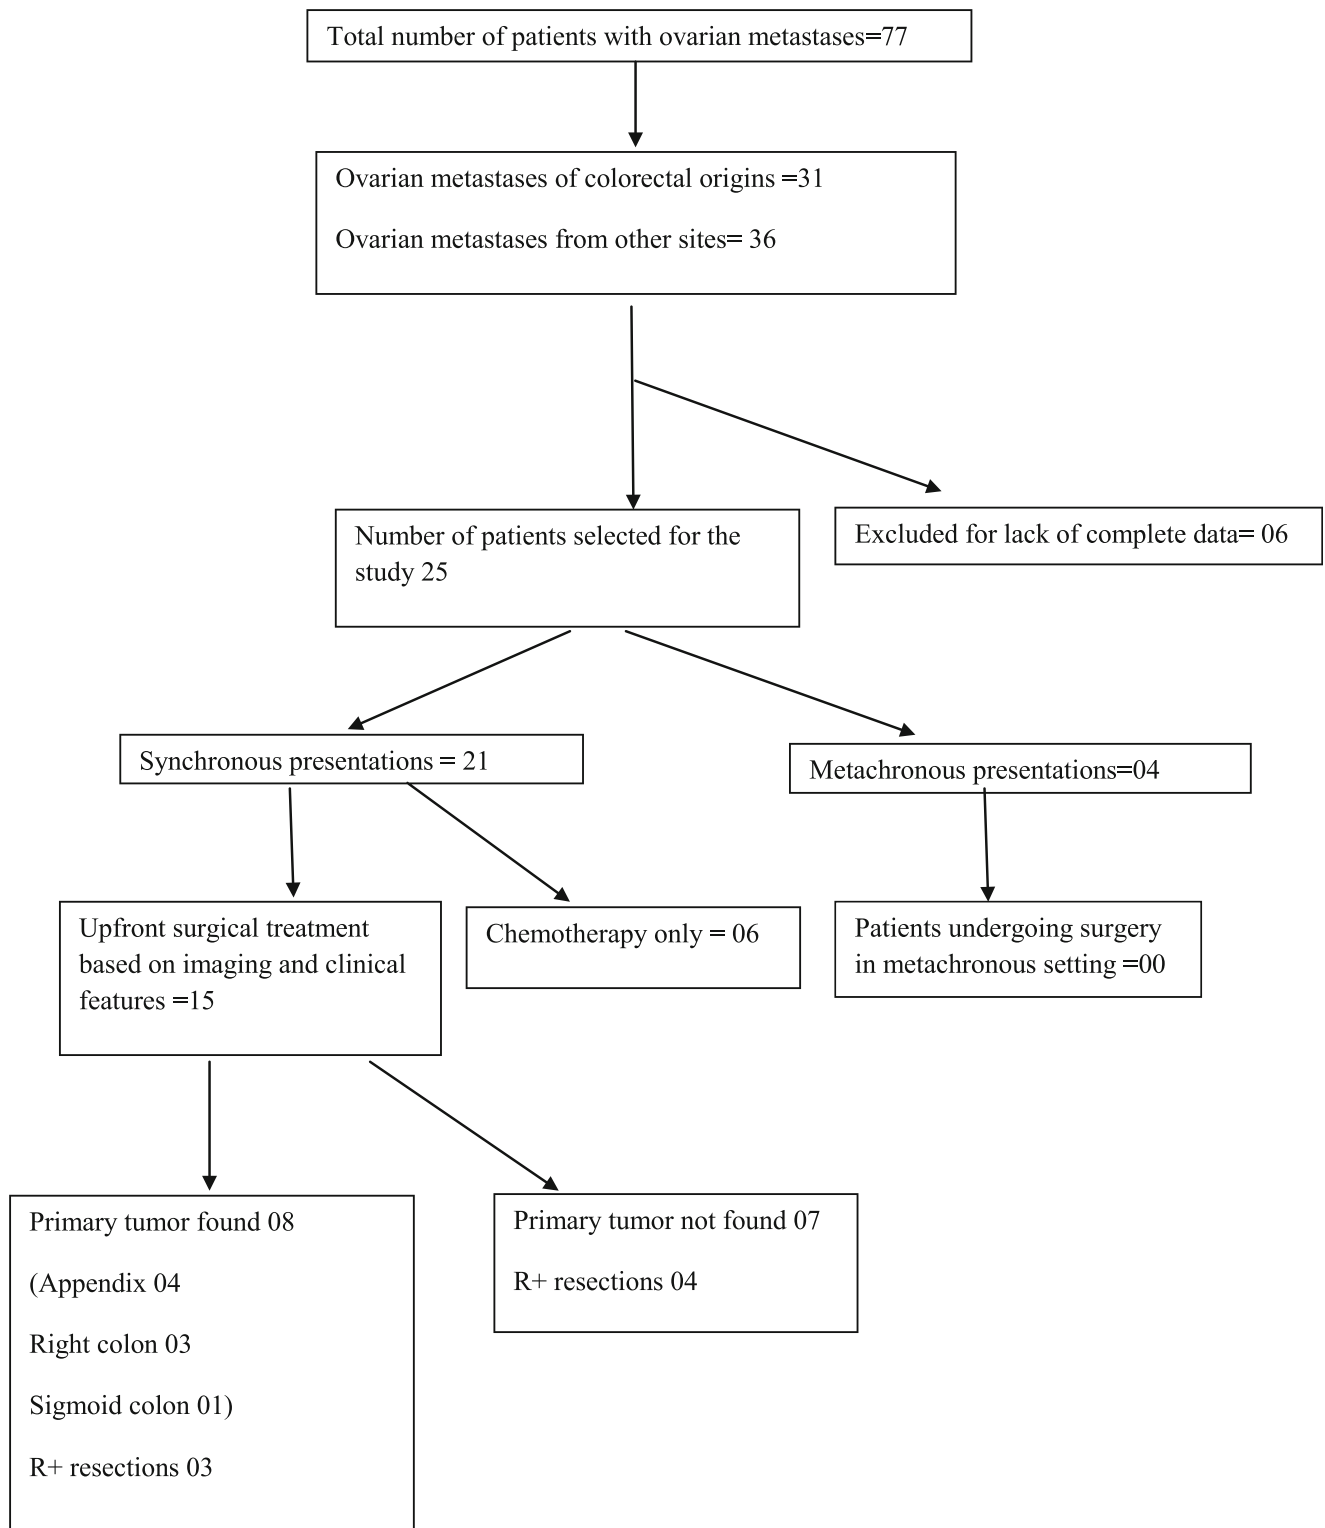 Total number of patients with ovarian metastases=77
Ovarian metastases of colorectal origins =31
Ovarian metastases from other sites= 36
Number of patients selected for the
study 25
Excluded for lack of complete data= 06
Synchronous presentations = 21
Metachronous presentations=04
Upfront surgical treatment
based on imaging and clinical
features =15
Chemotherapy only = 06
Patients undergoing surgery
in metachronous setting =00
Primary tumor found 08
(Appendix 04
Right colon 03
Sigmoid colon 01)
R+ resections 03
Primary tumor not found 07
R+ resections 04